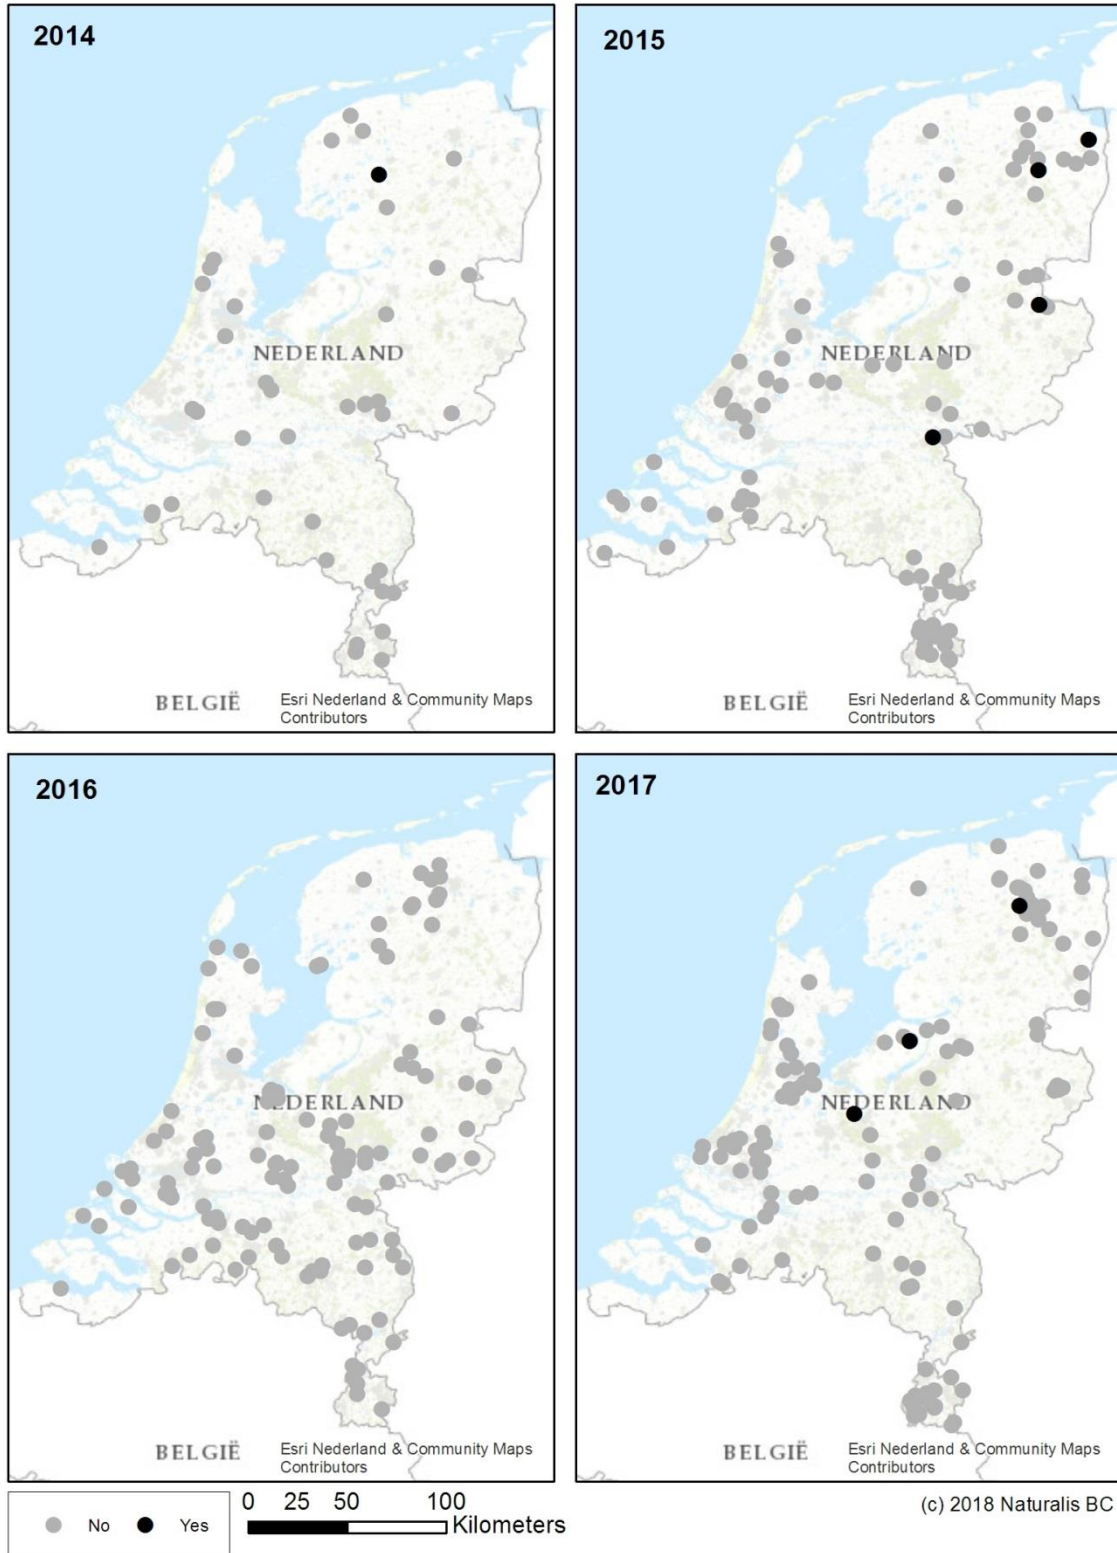 2014
NEDERLAND
BELGIË
Esri Nederland & Community Maps
Contributors
2015
NEDERLAND
BELGIË
Esri Nederland & Community Maps
Contributors
2016
NEDERLAND
BELGIË
Esri Nederland & Community Maps
Contributors
2017
NEDERLAND
BELGIË
Esri Nederland & Community Maps
Contributors
No Yes
0 25 50 100
Kilometers
(c) 2018 Naturalis BC